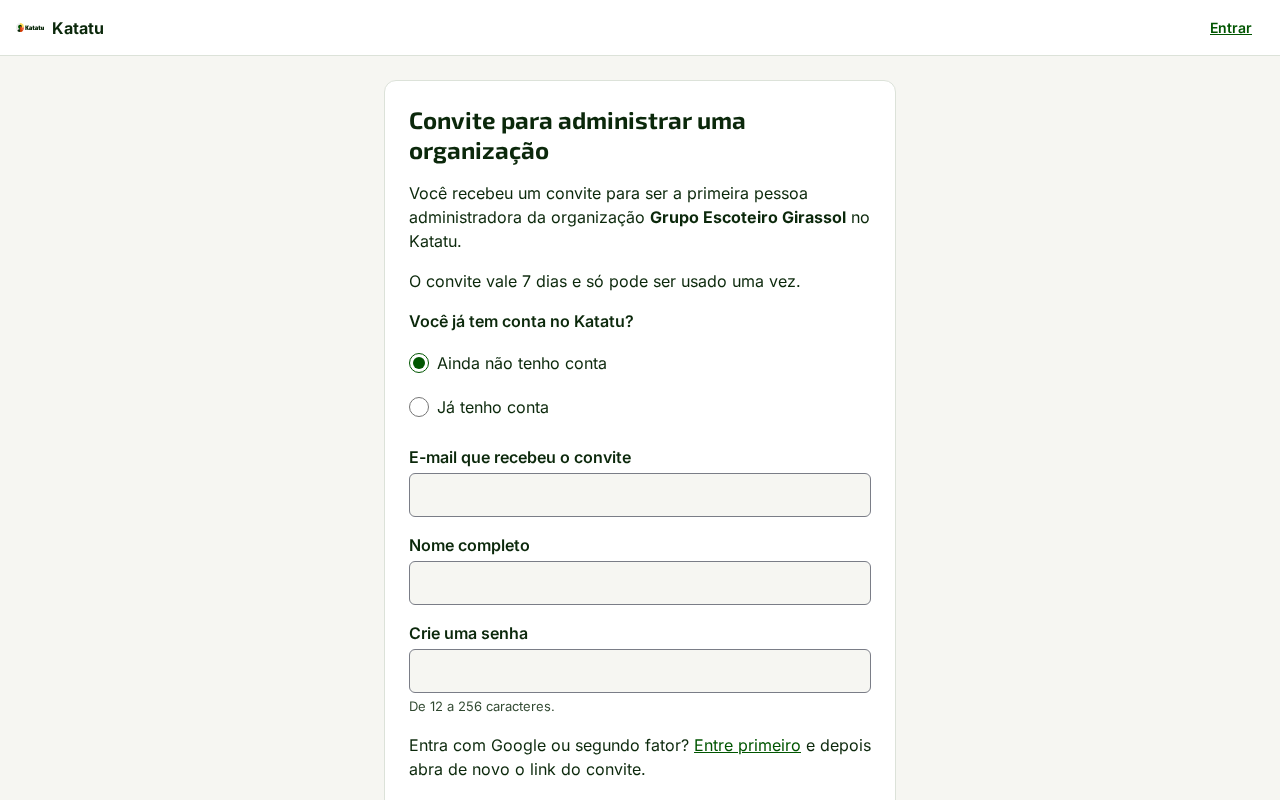 Katatu Katatu
Entrar
Convite para administrar uma
organização
Você recebeu um convite para ser a primeira pessoa
administradora da organização Grupo Escoteiro Girassol no
Katatu.
O convite vale 7 dias e só pode ser usado uma vez.
Você já tem conta no Katatu?
Ainda não tenho conta
Já tenho conta
E-mail que recebeu o convite
Nome completo
Crie uma senha
De 12 a 256 caracteres.
Entra com Google ou segundo fator? Entre primeiro e depois
abra de novo o link do convite.